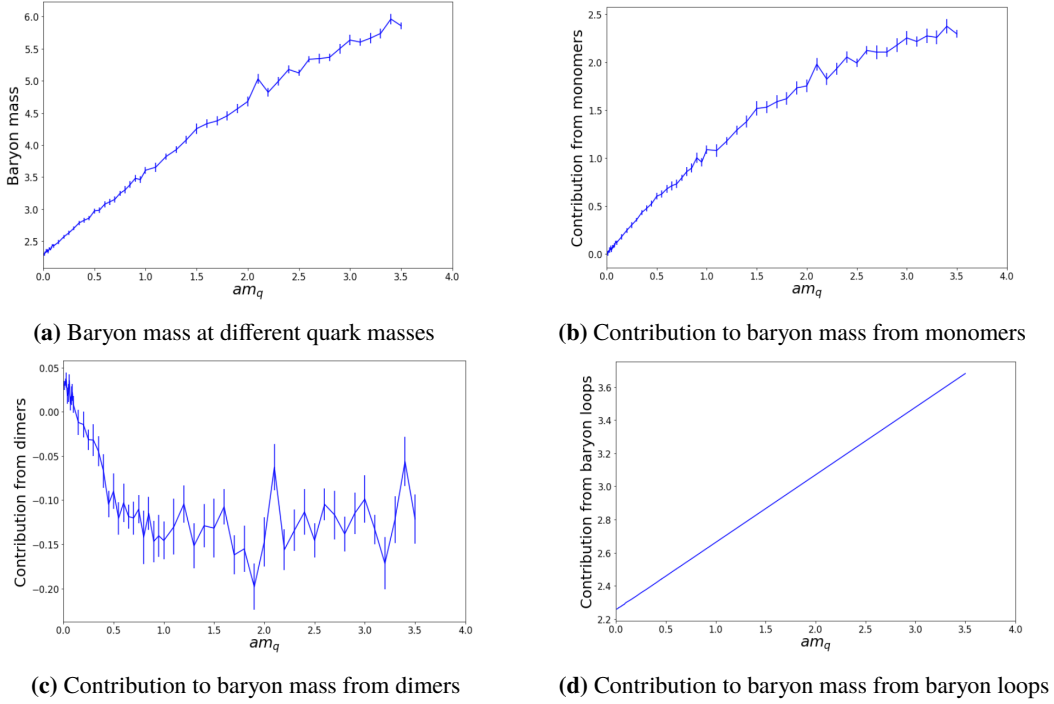 6.0
5.5
5.0
4.5
4.0
3.5
3.0
2.5
0.0 0.5 1.0 1.5 2.0 2.5 3.0 3.5 4.0
Baryon mass
am_q
(a) Baryon mass at different quark masses
2.5
2.0
1.5
1.0
0.5
0.0
0.0 0.5 1.0 1.5 2.0 2.5 3.0 3.5 4.0
Contribution from monomers
am_q
(b) Contribution to baryon mass from monomers
0.05
0.00
−0.05
−0.10
−0.15
−0.20
0.0 0.5 1.0 1.5 2.0 2.5 3.0 3.5 4.0
Contribution from dimers
am_q
(c) Contribution to baryon mass from dimers
3.6
3.4
3.2
3.0
2.8
2.6
2.4
2.2
0.0 0.5 1.0 1.5 2.0 2.5 3.0 3.5 4.0
Contribution from baryon loops
am_q
(d) Contribution to baryon mass from baryon loops